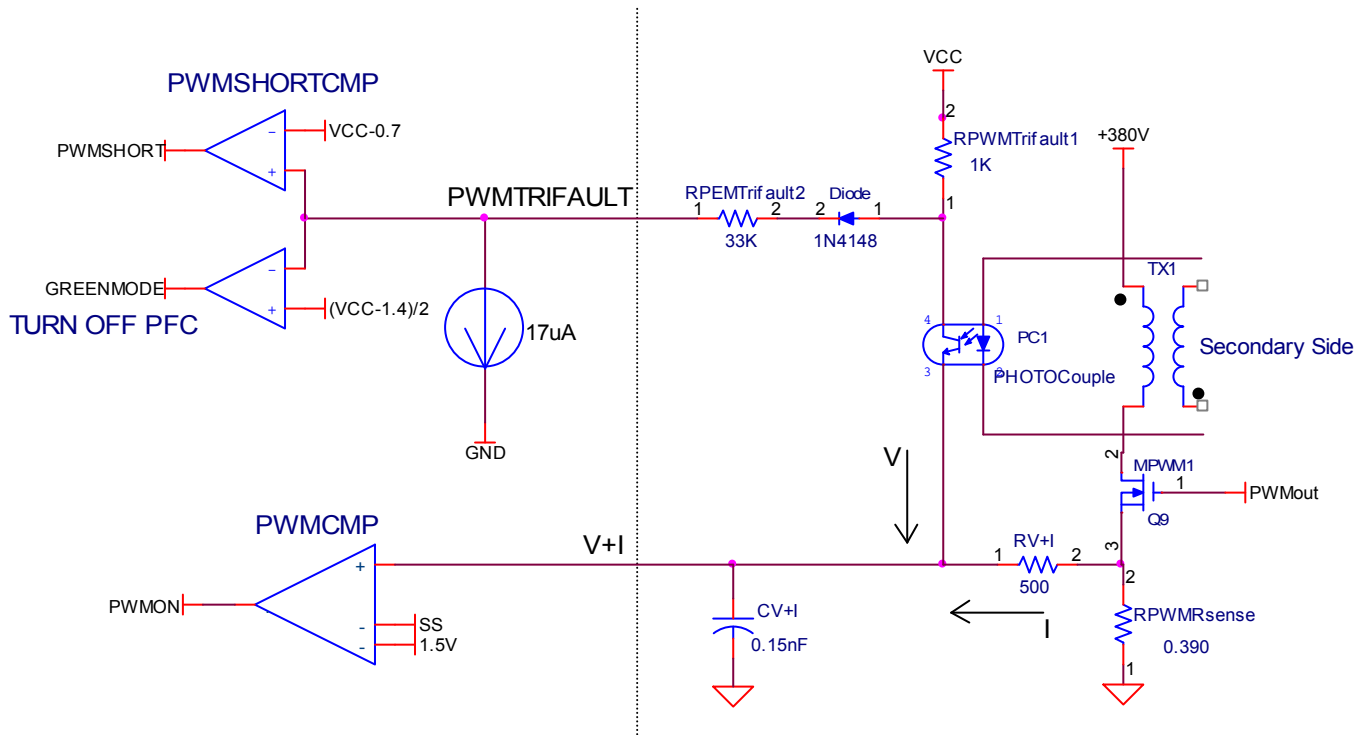 VCC
PWMSHORTCMP
-
VCC-0.7
2
+380V
PWMSHORT
RPWMTrifault1
1K
+
PWMTRIFAULT
RPEMTrifault2
Diode
1
1
2
2
1
33K
1N4148
-
TX1
GREENMODE
+
(VCC-1.4)/2
TURN OFF PFC
17uA
4
1
PC1
Secondary Side
3
2
PHOTOCouple
GND
V
2
MPWM1
1
PWMout
PWMCMP
Q9
V+I
RV+I
3
+
1
2
500
2
PWMON
CV+I
RPWMRsense
-
SS
-
1.5V
0.15nF
I
0.390
1